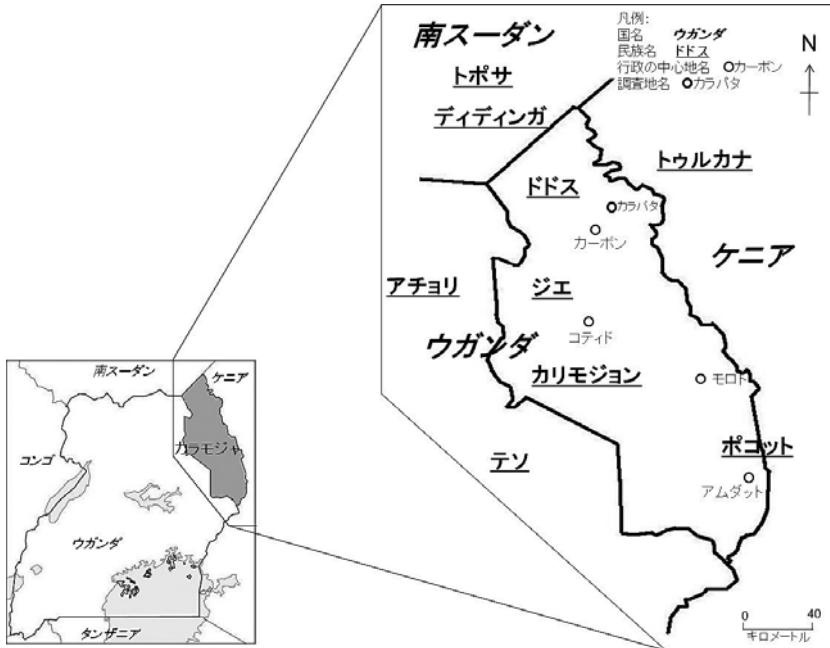 凡例:
国名 ウガンダ
民族名 ドドス
行政の中心地名 カーボン
調査地名 カラパタ
N
南スーダン
トポサ
ディディンガ
トゥルカナ
ドドス
カラパタ
カーボン
ケニア
アチョリ
ジエ
コティド
ウガンダ
カリモジョン
モロト
ポコット
テソ
アムダット
0 40
キロメートル
南スーダン
ケニア
カラモジャ
コンゴ
ウガンダ
タンザニア